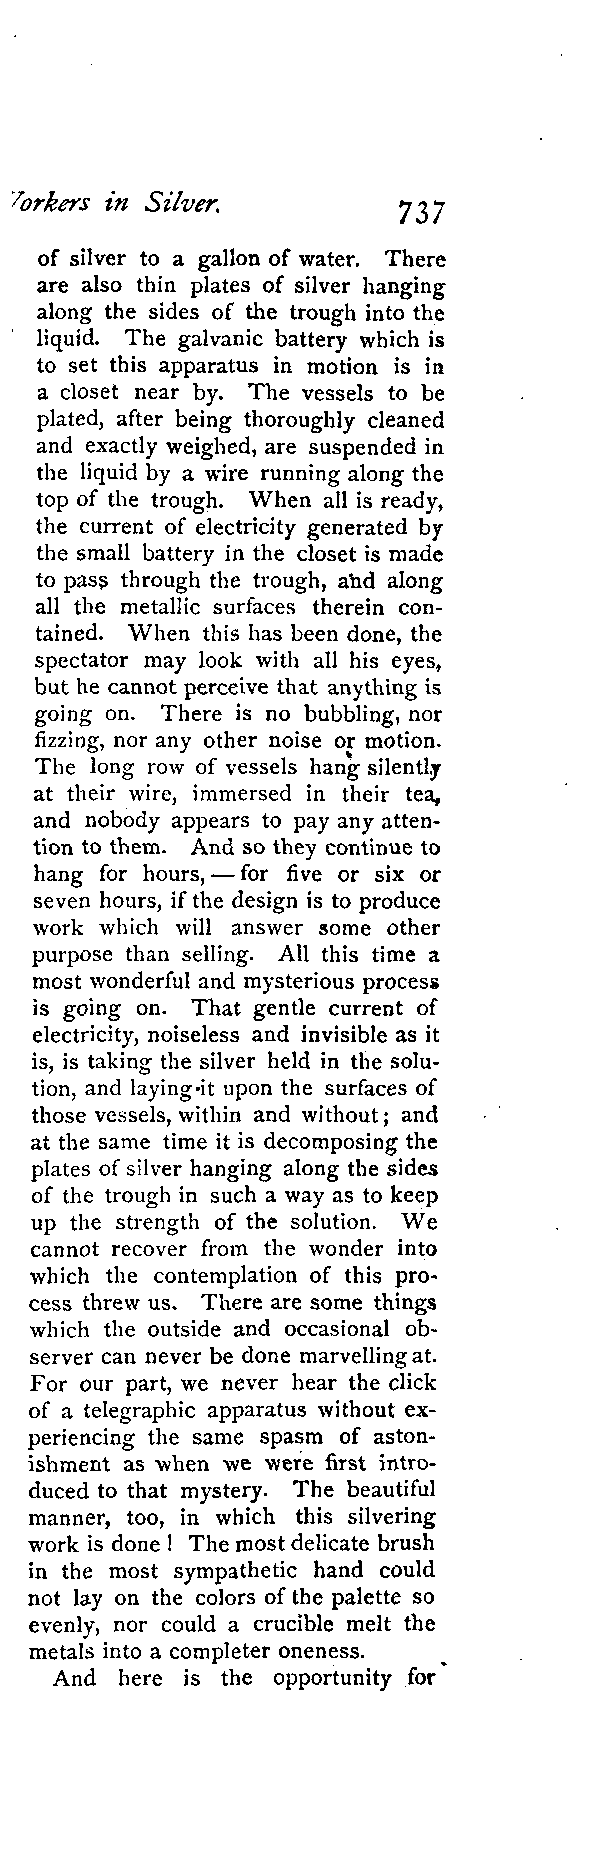 Workers in Silver. 737
of silver to a gallon of water. There
are also thin plates of silver hanging
along the sides of the trough into the
liquid. The galvanic battery which is
to set this apparatus in motion is in
a closet near by. The vessels to be
plated, after being thoroughly cleaned
and exactly weighed, are suspended in
the liquid by a wire running along the
top of the trough. When all is ready,
the current of electricity generated by
the small battery in the closet is made
to pass through the trough, and along
all the metallic surfaces therein con-
tained. When this has been done, the
spectator may look with all his eyes,
but he cannot perceive that anything is
going on. There is no bubbling, nor
fizzing, nor any other noise or motion.
The long row of vessels hang silently
at their wire, immersed in their tea,
and nobody appears to pay any atten-
tion to them. And so they continue to
hang for hours, — for five or six or
seven hours, if the design is to produce
work which will answer some other
purpose than selling. All this time a
most wonderful and mysterious process
is going on. That gentle current of
electricity, noiseless and invisible as it
is, is taking the silver held in the solu-
tion, and laying it upon the surfaces of
those vessels, within and without; and
at the same time it is decomposing the
plates of silver hanging along the sides
of the trough in such a way as to keep
up the strength of the solution. We
cannot recover from the wonder into
which the contemplation of this pro-
cess threw us. There are some things
which the outside and occasional ob-
server can never be done marvelling at.
For our part, we never hear the click
of a telegraphic apparatus without ex-
periencing the same spasm of aston-
ishment as when we were first intro-
duced to that mystery. The beautiful
manner, too, in which this silvering
work is done! The most delicate brush
in the most sympathetic hand could
not lay on the colors of the palette so
evenly, nor could a crucible melt the
metals into a completer oneness.
And here is the opportunity for